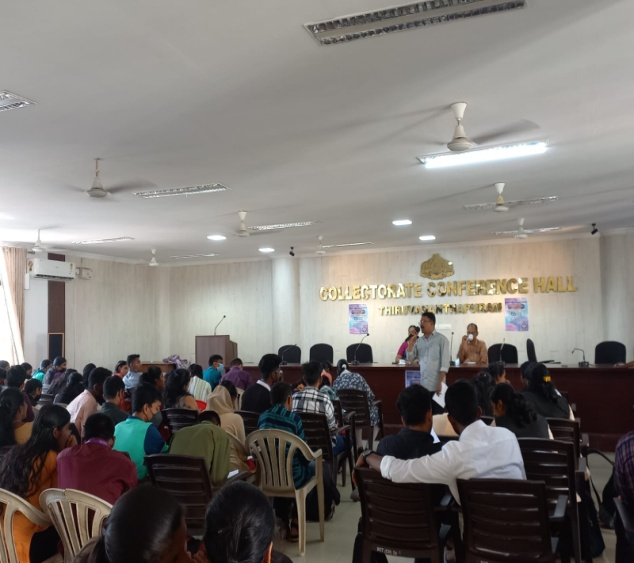 COLLECTORATE CONFERENCE HALL
THIRUVANANTHAPURAM